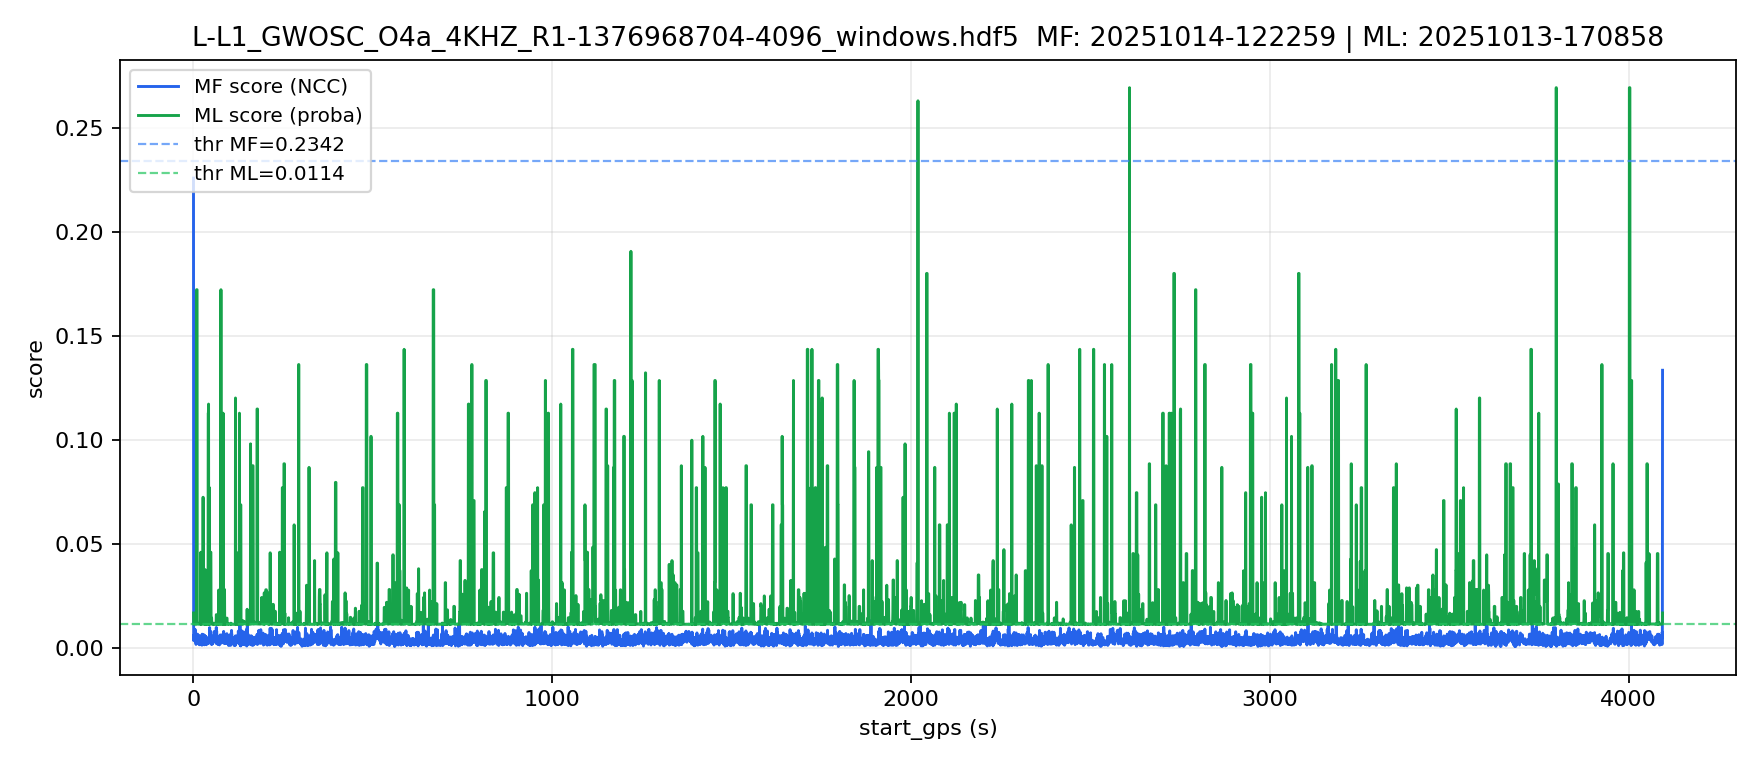 L-L1_GWOSC_O4a_4KHZ_R1-1376968704-4096_windows.hdf5  MF: 20251014-122259 | ML: 20251013-170858
MF score (NCC)
ML score (proba)
thr MF=0.2342
thr ML=0.0114
0.25
0.20
0.15
0.10
0.05
0.00
score
0 1000 2000 3000 4000
start_gps (s)